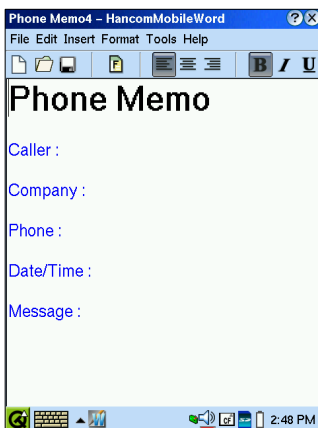 Phone Memo4 – HancomMobileWord
File Edit Insert Format Tools Help
F B I U
Phone Memo
Caller :
Company :
Phone :
Date/Time :
Message :
CF 2:48 PM